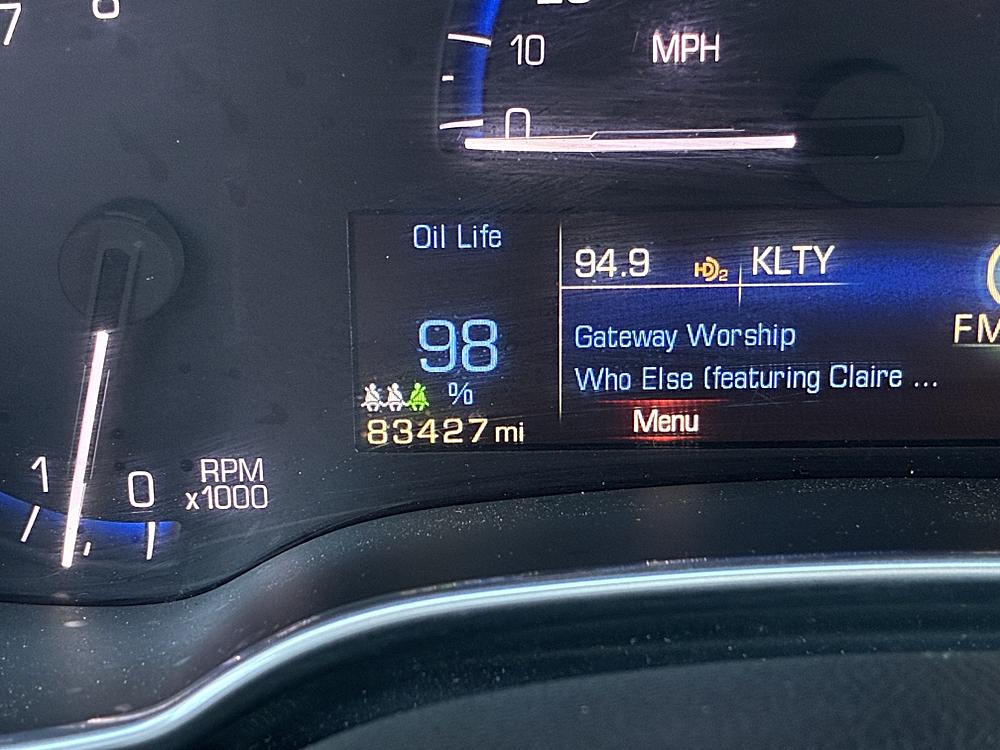 7
10
MPH
0
Oil Life
94.9 HD2 KLTY
98
%
Gateway Worship
FM
Who Else (featuring Claire ...
Menu
83427 mi
1
0
RPM
x1000